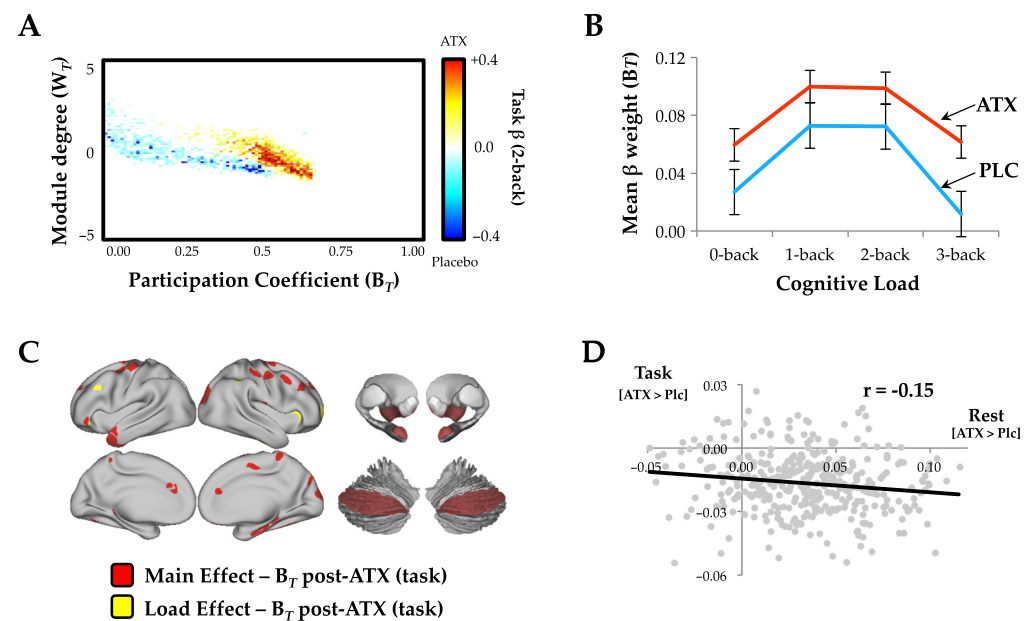 A
ATX
5
0
−5
Module degree (WT)
0.00 0.25 0.5 0.75 1.00
Participation Coefficient (BT)
+0.4
0.0
−0.4
Placebo
Task β (2-back)
B
0.12
0.08
0.04
0.00
Mean β weight (BT)
ATX
PLC
0-back 1-back 2-back 3-back
Cognitive Load
C
Main Effect – BT post-ATX (task)
Load Effect – BT post-ATX (task)
D
Task
[ATX > Plc]
0.03
r = -0.15
Rest
[ATX > Plc]
0.00
−0.05 0.00 0.05 0.10
−0.03
−0.06